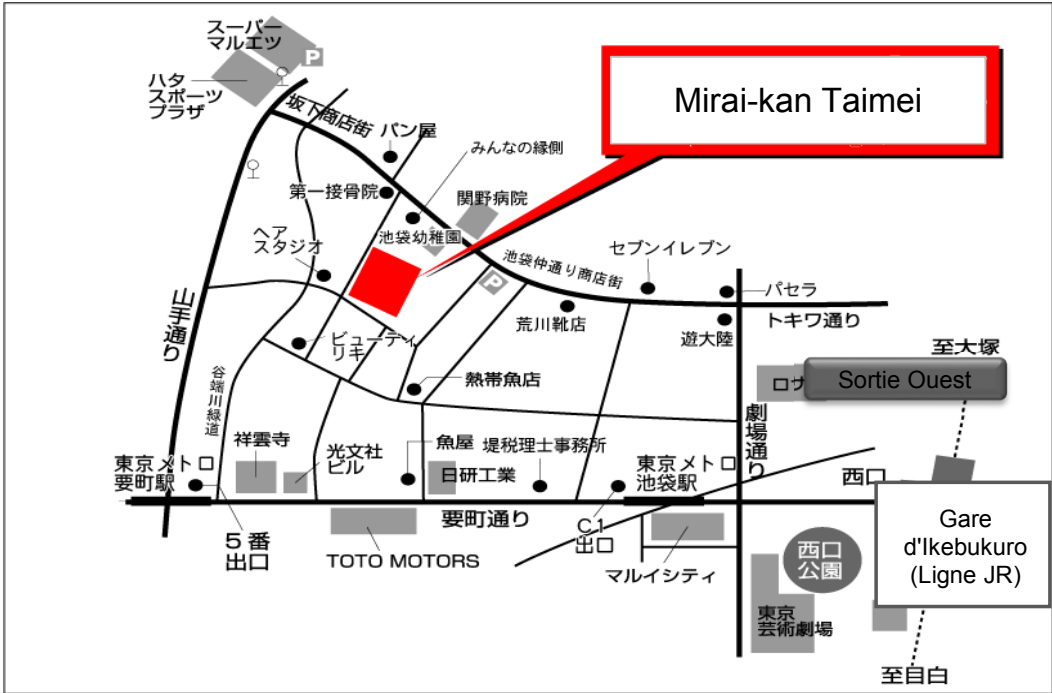 スーパー
マルエツ
P
ハタ
スポーツ
プラザ
Mirai-kan Taimei
坂下商店街
パン屋
みんなの縁側
第一接骨院
関野病院
池袋幼稚園
ヘア
スタジオ
池袋仲通り商店街
セブンイレブン
P
パセラ
山手通り
荒川靴店
遊大陸
トキワ通り
ビューティ
リキ
至大塚
谷端川緑道
熱帯魚店
ロサ
Sortie Ouest
劇場通り
祥雲寺
光文社
ビル
魚屋
堤税理士事務所
東京メトロ
要町駅
日研工業
東京メトロ
池袋駅
西口
要町通り
5番
出口
TOTO MOTORS
C1
出口
マルイシティ
西口
公園
Gare
d'Ikebukuro
(Ligne JR)
東京
芸術劇場
至目白